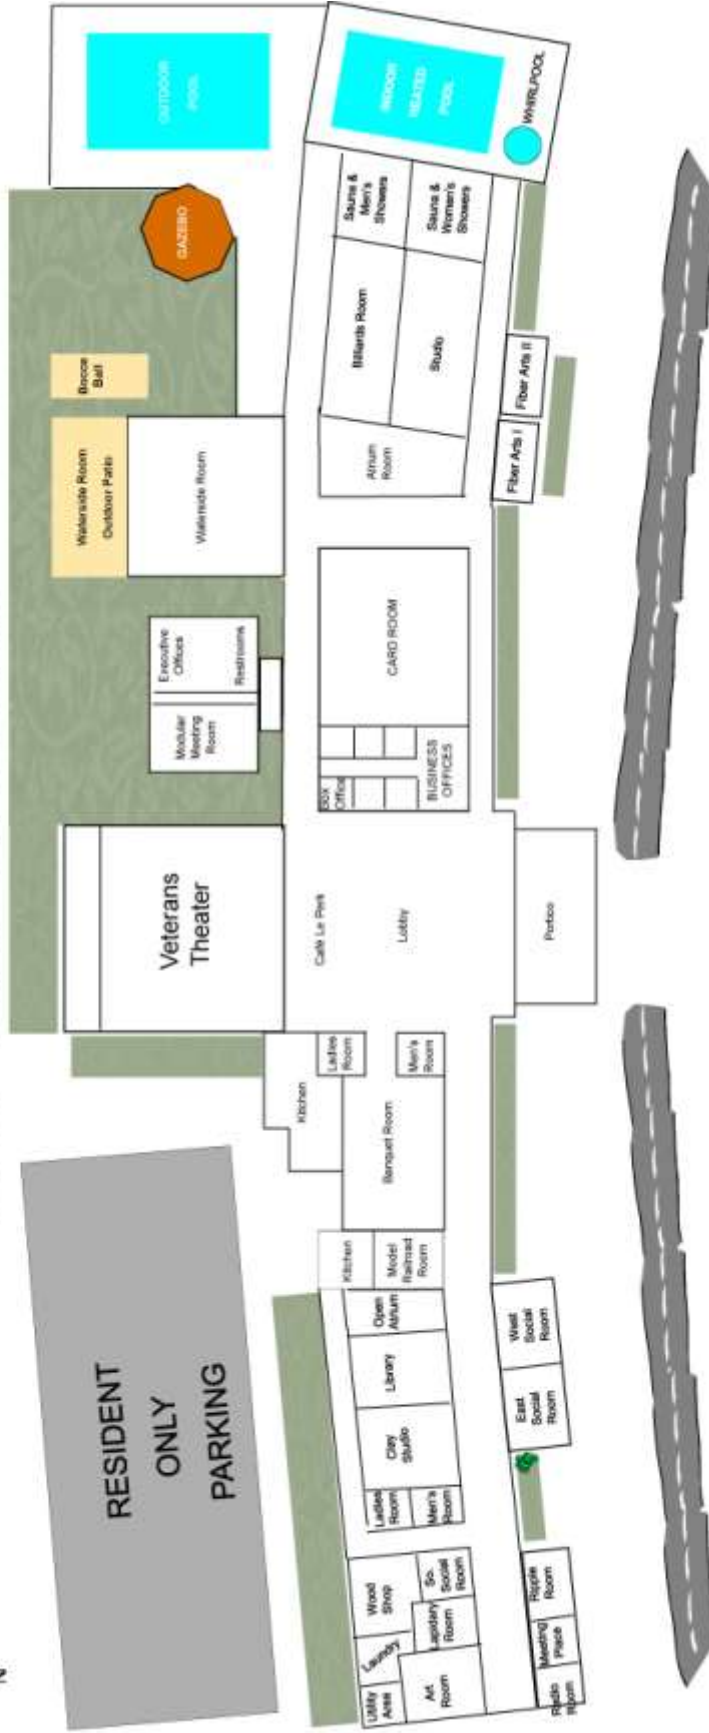 OUTDOOR
POOL
INDOOR
HEATED
POOL
WHIRLPOOL
GAZEBO
Sauna &
Men's
Showers
Sauna &
Women's
Showers
Billiards Room
Studio
Bocce
Ball
Fiber Arts II
Fiber Arts I
Atrium
Room
Waterside Room
Outdoor Patio
Waterside Room
CARD ROOM
Executive
Offices
Restrooms
Modular
Meeting
Room
Box
Office
BUSINESS
OFFICES
Veterans
Theater
Café Le Park
Lobby
Portico
Ladies
Room
Men's
Room
Kitchen
Banquet Room
Kitchen
Model
Railroad
Room
Open
Atrium
West
Social
Room
Library
East
Social
Room
Clay
Studio
RESIDENT
ONLY
PARKING
Ladies
Room
Men's
Room
Wood
Shop
So.
Social
Room
Ripple
Room
Lapidary
Room
Laundry
Meeting
Place
Utility
Area
Art
Room
Radio
Room
N